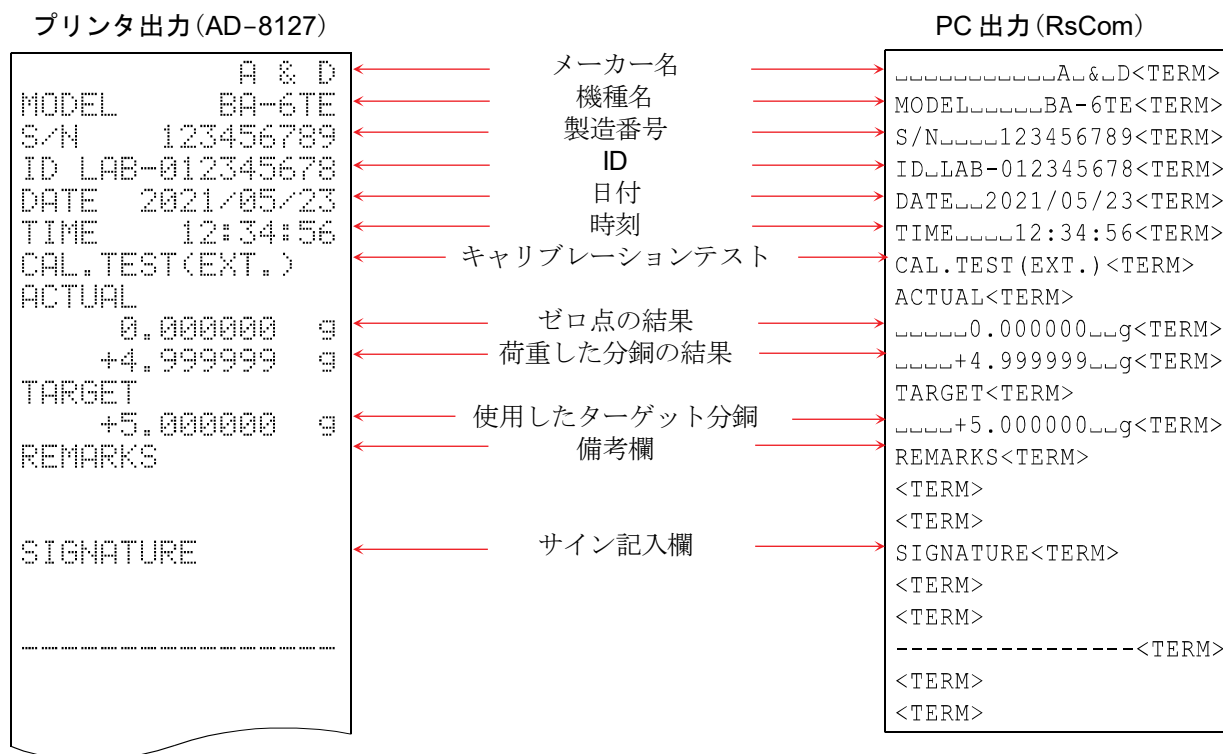 プリンタ出力(AD-8127)
A & D
MODEL BA-6TE
S/N 123456789
ID LAB-012345678
DATE 2021/05/23
TIME 12:34:56
CAL.TEST(EXT.)
ACTUAL
0.000000 g
+4.999999 g
TARGET
+5.000000 g
REMARKS
SIGNATURE
メーカー名
機種名
製造番号
ID
日付
時刻
キャリブレーションテスト
ゼロ点の結果
荷重した分銅の結果
使用したターゲット分銅
備考欄
サイン記入欄
PC 出力(RsCom)
␣␣␣␣␣␣␣␣␣␣␣A␣&␣D<TERM>
MODEL␣␣␣␣␣BA-6TE<TERM>
S/N␣␣␣␣123456789<TERM>
ID␣LAB-012345678<TERM>
DATE␣␣2021/05/23<TERM>
TIME␣␣␣␣12:34:56<TERM>
CAL.TEST(EXT.)<TERM>
ACTUAL<TERM>
␣␣␣␣␣0.000000␣␣g<TERM>
␣␣␣␣+4.999999␣␣g<TERM>
TARGET<TERM>
␣␣␣␣+5.000000␣␣g<TERM>
REMARKS<TERM>
<TERM>
<TERM>
SIGNATURE<TERM>
<TERM>
<TERM>
----------------<TERM>
<TERM>
<TERM>